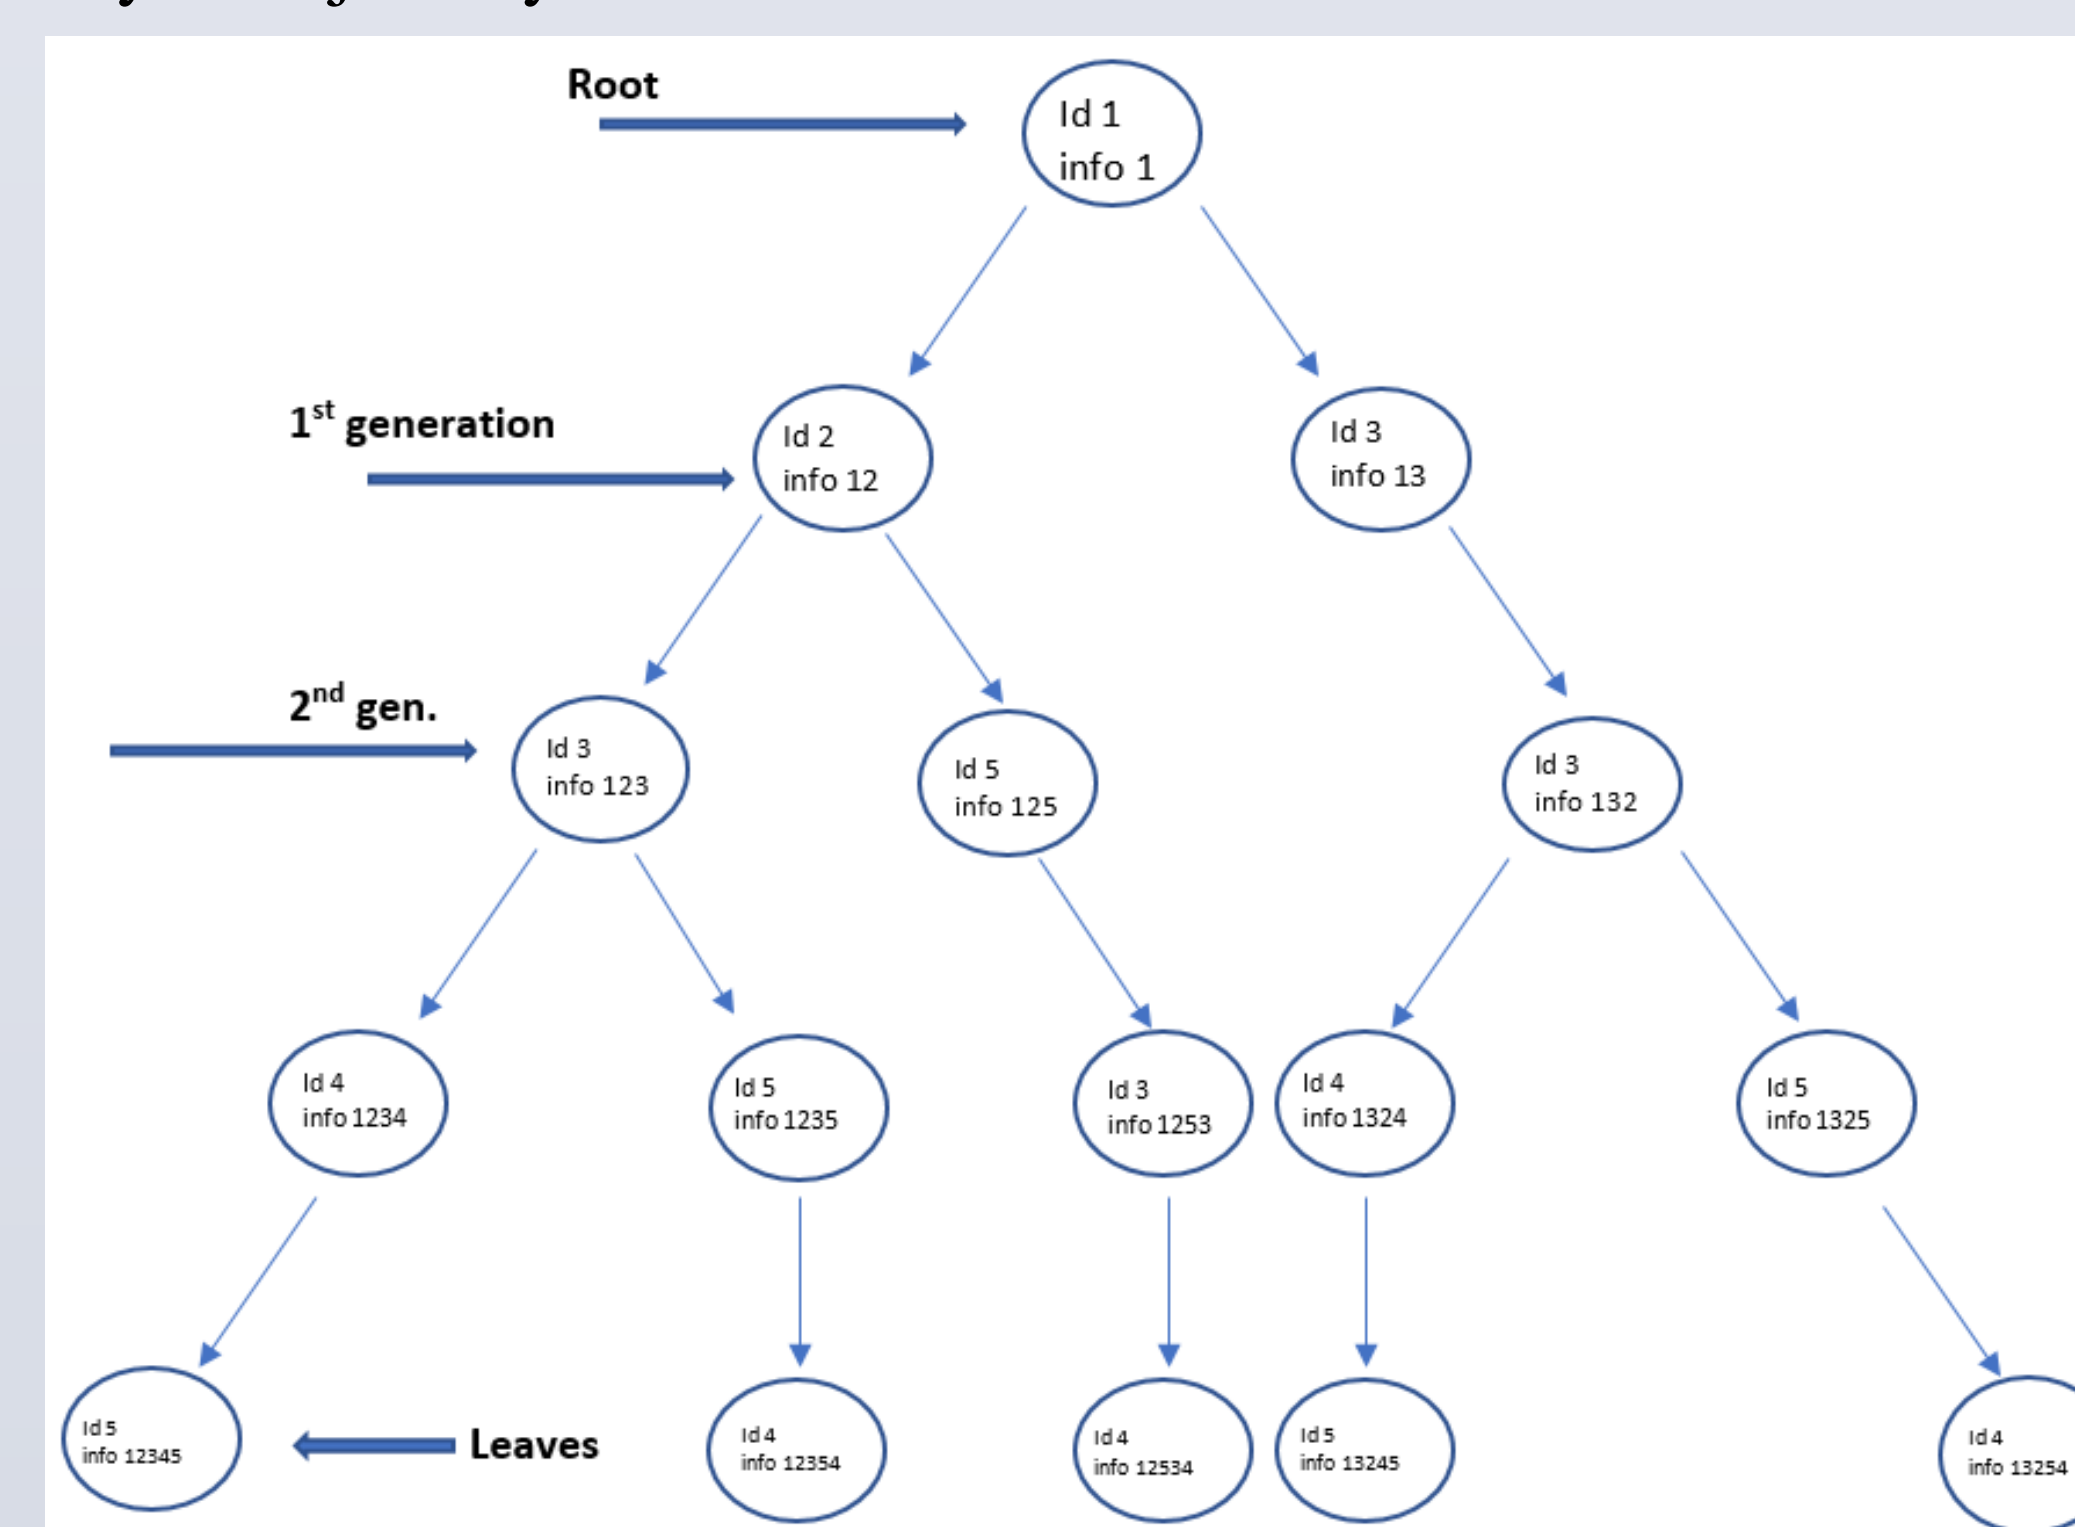 Root
Id 1
info 1
1st generation
Id 2
info 12
Id 3
info 13
2nd gen.
Id 3
info 123
Id 5
info 125
Id 3
info 132
Id 4
info 1234
Id 5
info 1235
Id 3
info 1253
Id 4
info 1324
Id 5
info 1325
Id 5
info 12345
Leaves
Id 4
info 12354
Id 4
info 12534
Id 5
info 13245
Id 4
info 13254